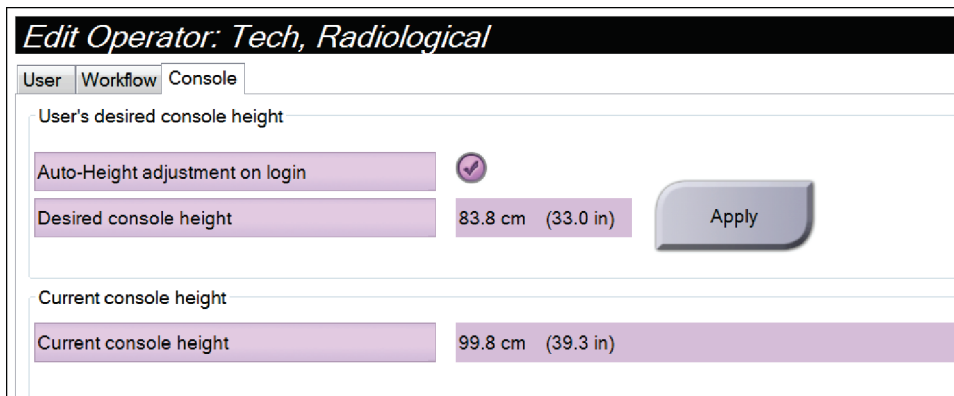 Edit Operator: Tech, Radiological
User Workflow Console
User's desired console height
Auto-Height adjustment on login
Desired console height 83.8 cm (33.0 in) Apply
Current console height
Current console height 99.8 cm (39.3 in)